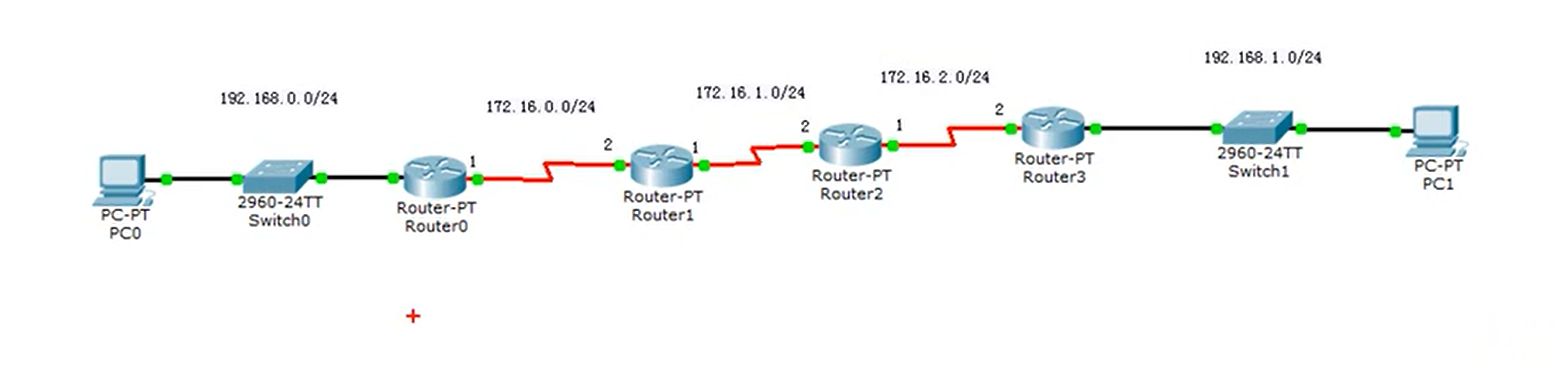 192.168.0.0/24
172.16.0.0/24
172.16.1.0/24
172.16.2.0/24
192.168.1.0/24
PC-PT
PC0
2960-24TT
Switch0
1
Router-PT
Router0
2
1
Router-PT
Router1
2
1
Router-PT
Router2
2
Router-PT
Router3
2960-24TT
Switch1
PC-PT
PC1